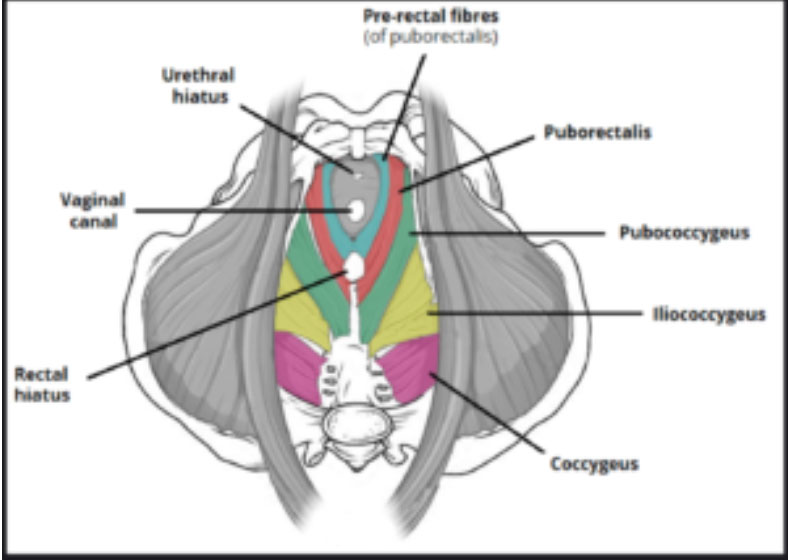 Pre-rectal fibres
(of puborectalis)
Urethral
hiatus
Puborectalis
Vaginal
canal
Pubococcygeus
Iliococcygeus
Rectal
hiatus
Coccygeus